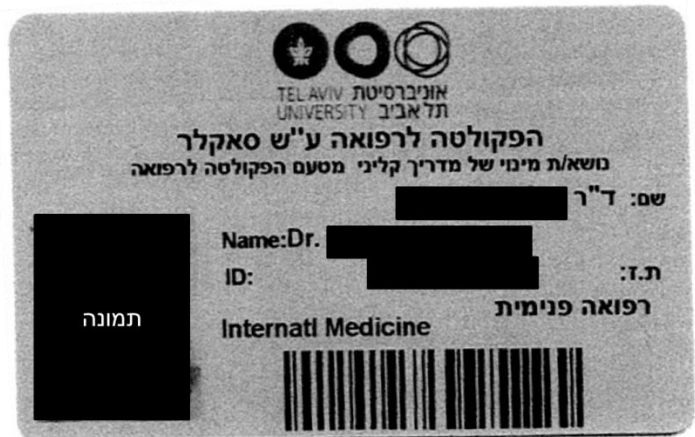 אוניברסיטת TEL AVIV
תל אביב UNIVERSITY
הפקולטה לרפואה ע''ש סאקלר
נושא/ת מינוי של מדריך קליני מטעם הפקולטה לרפואה
שם: ד"ר
Name:Dr.
ID:
ת.ז:
רפואה פנימית
Internatl Medicine
תמונה